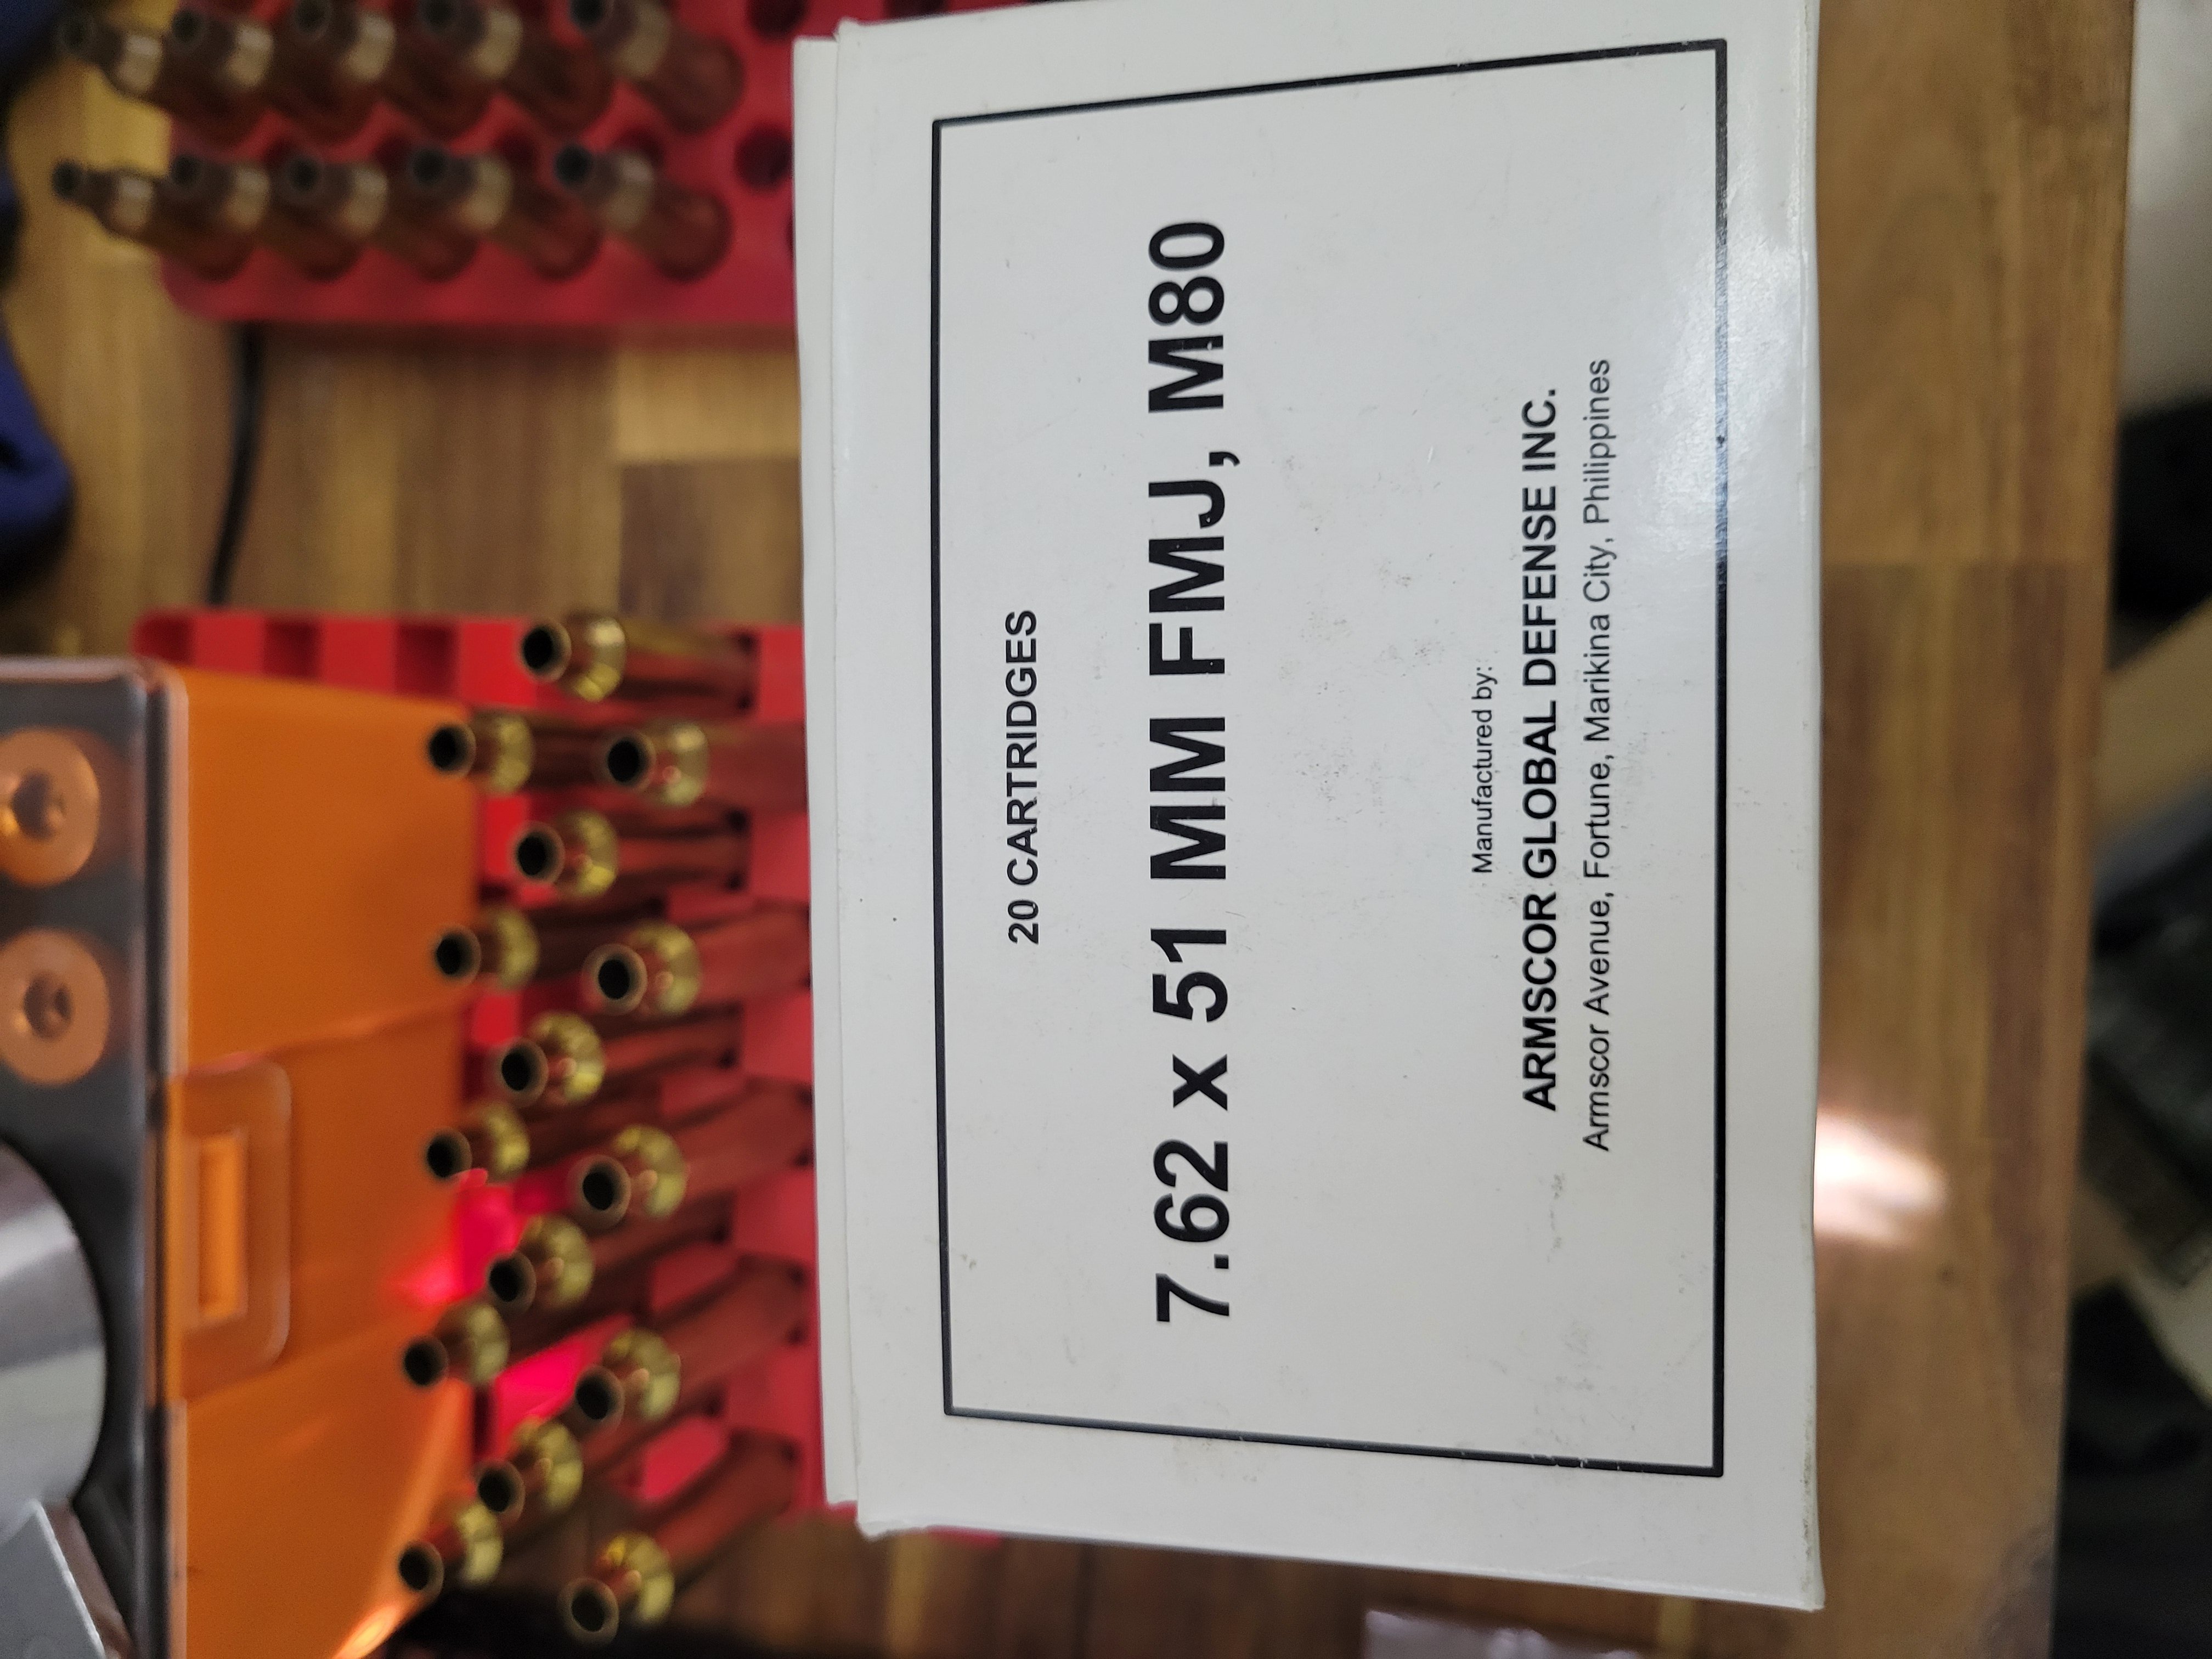 20 CARTRIDGES
7.62 x 51 MM FMJ, M80
Manufactured by:
ARMSCOR GLOBAL DEFENSE INC.
Armscor Avenue, Fortune, Marikina City, Philippines